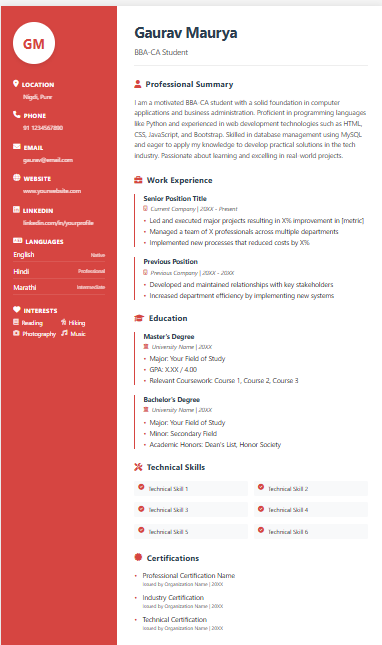 GM
LOCATION
Nigdi, Punr
PHONE
91 1234567890
EMAIL
gaurav@email.com
WEBSITE
www.yourwebsite.com
LINKEDIN
linkedin.com/in/yourprofile
LANGUAGES
English Native
Hindi Professional
Marathi Intermediate
INTERESTS
Reading Hiking
Photography Music
Gaurav Maurya
BBA-CA Student
Professional Summary
I am a motivated BBA-CA student with a solid foundation in computer
applications and business administration. Proficient in programming languages
like Python and experienced in web development technologies such as HTML,
CSS, JavaScript, and Bootstrap. Skilled in database management using MySQL
and eager to apply my knowledge to develop practical solutions in the tech
industry. Passionate about learning and excelling in real-world projects.
Work Experience
Senior Position Title
Current Company | 20XX - Present
• Led and executed major projects resulting in X% improvement in [metric]
• Managed a team of X professionals across multiple departments
• Implemented new processes that reduced costs by X%
Previous Position
Previous Company | 20XX - 20XX
• Developed and maintained relationships with key stakeholders
• Increased department efficiency by implementing new systems
Education
Master's Degree
University Name | 20XX
• Major: Your Field of Study
• GPA: X.XX / 4.00
• Relevant Coursework: Course 1, Course 2, Course 3
Bachelor's Degree
University Name | 20XX
• Major: Your Field of Study
• Minor: Secondary Field
• Academic Honors: Dean's List, Honor Society
Technical Skills
Technical Skill 1 Technical Skill 2
Technical Skill 3 Technical Skill 4
Technical Skill 5 Technical Skill 6
Certifications
• Professional Certification Name
Issued by Organization Name | 20XX
• Industry Certification
Issued by Organization Name | 20XX
• Technical Certification
Issued by Organization Name | 20XX